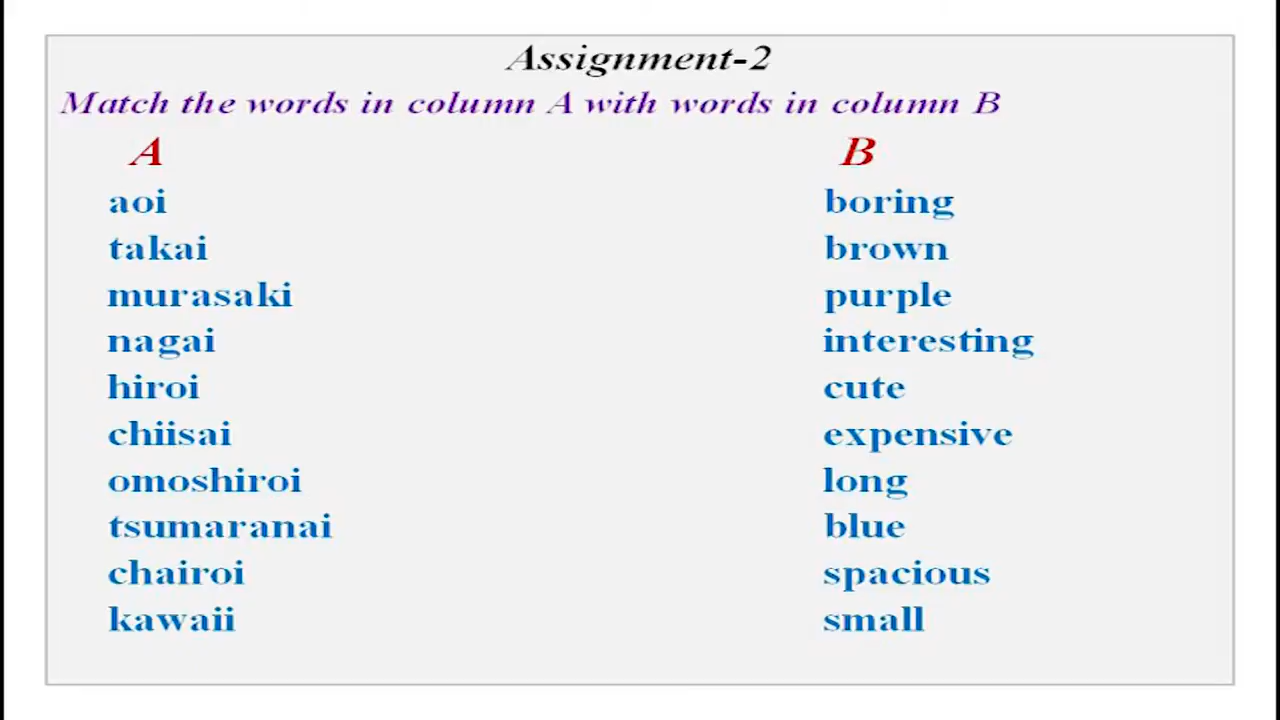 Assignment-2
Match the words in column A with words in column B
A B
aoi boring
takai brown
murasaki purple
nagai interesting
hiroi cute
chiisai expensive
omoshiroi long
tsumaranai blue
chairoi spacious
kawaii small